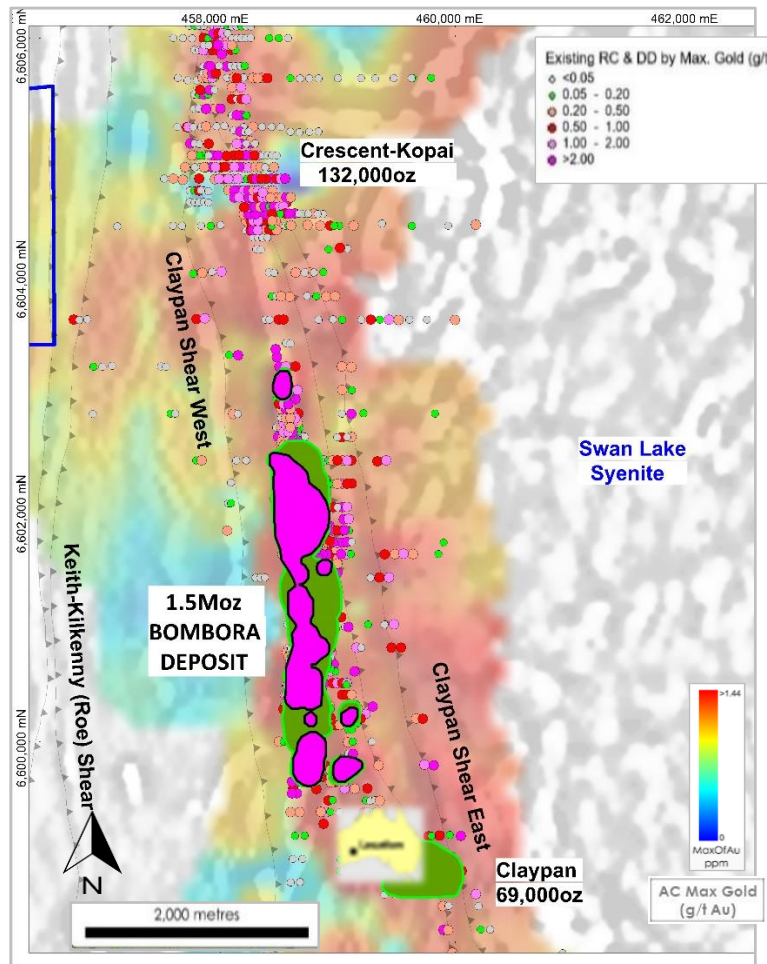 458,000 mE
460,000 mE
462,000 mE
6,606,000 mN
Existing RC & DD by Max. Gold (g/t
<0.05
0.05 - 0.20
0.20 - 0.50
0.50 - 1.00
1.00 - 2.00
>2.00
Crescent-Kopai
132,000oz
6,604,000 mN
Claypan Shear West
Swan Lake
Syenite
6,602,000 mN
Keith-Kilkenny (Roe) Shear
1.5Moz
BOMBORA
DEPOSIT
Claypan Shear East
6,600,000 mN
>1.44
0
MaxOfAu
ppm
AC Max Gold
(g/t Au)
N
Claypan
69,000oz
2,000 metres